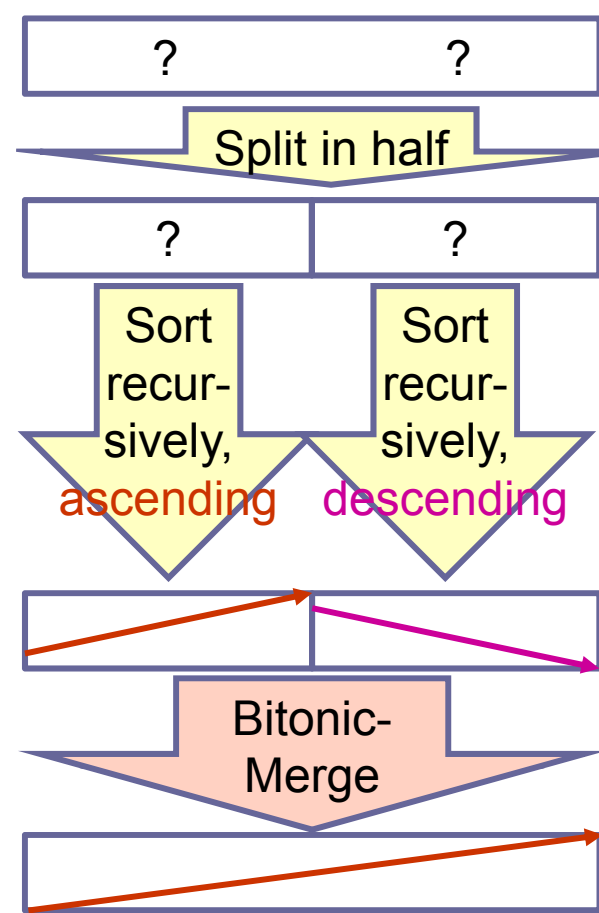 ? ?
Split in half
? ?
Sort
recur-
sively,
ascending
Sort
recur-
sively,
descending
Bitonic-
Merge